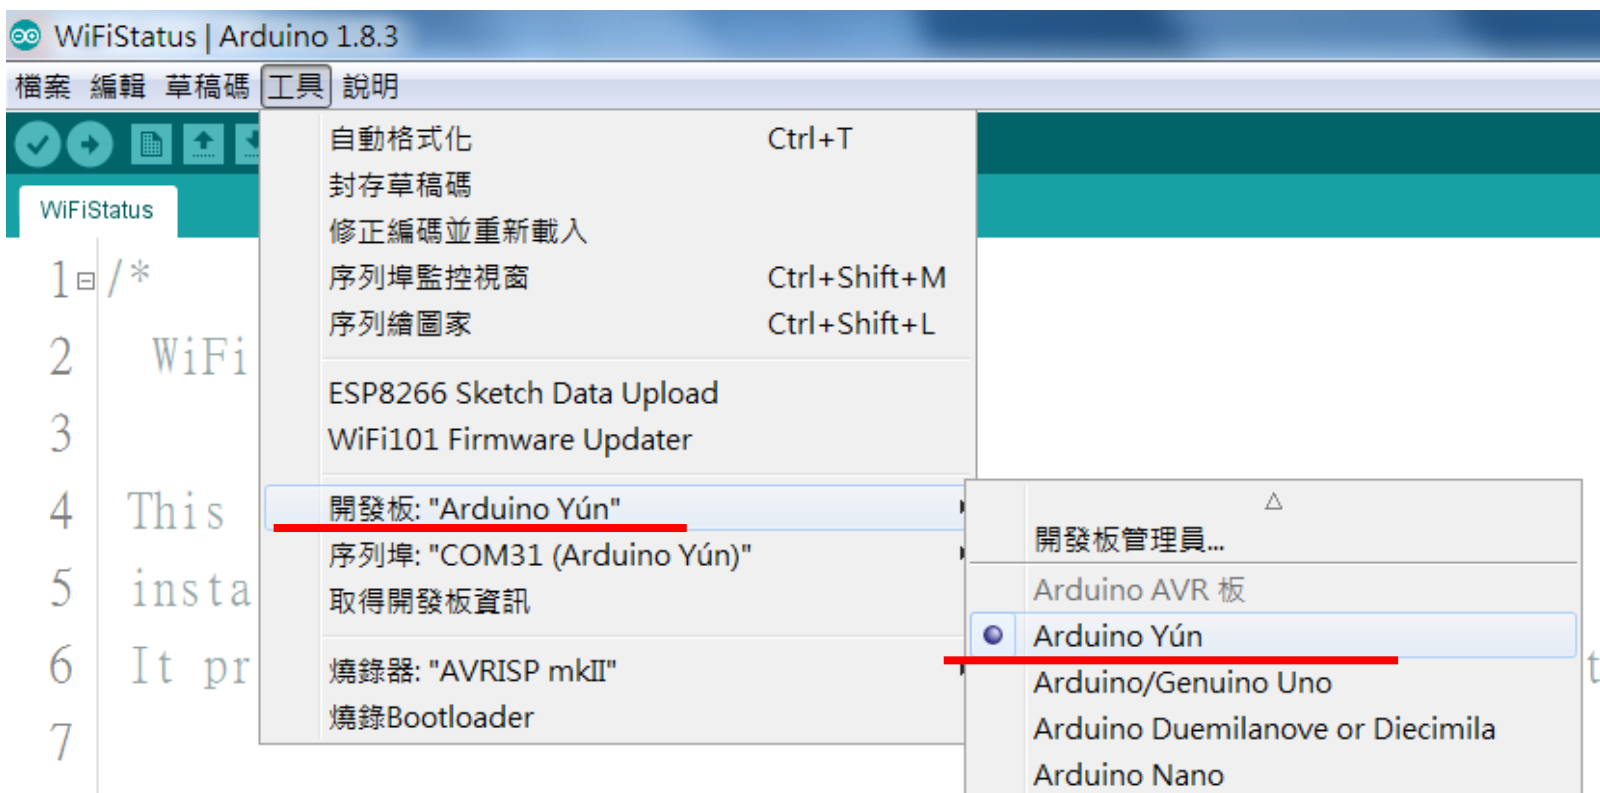 WiFiStatus | Arduino 1.8.3
檔案 編輯 草稿碼 工具 說明
WiFiStatus
自動格式化 Ctrl+T
封存草稿碼
修正編碼並重新載入
序列埠監控視窗 Ctrl+Shift+M
序列繪圖家 Ctrl+Shift+L
ESP8266 Sketch Data Upload
WiFi101 Firmware Updater
開發板: "Arduino Yún"
序列埠: "COM31 (Arduino Yún)"
取得開發板資訊
燒錄器: "AVRISP mkII"
燒錄Bootloader
開發板管理員...
Arduino AVR 板
Arduino Yún
Arduino/Genuino Uno
Arduino Duemilanove or Diecimila
Arduino Nano
1 /*
2 WiFi
3
4 This
5 insta
6 It pr t
7